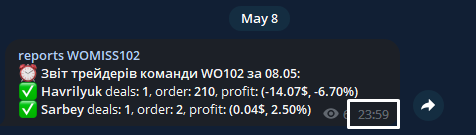 May 8
reports WOMISS102
⏰ Звіт трейдерів команди WO102 за 08.05:
✅ Havrilyuk deals: 1, order: 210, profit: (-14.07$, -6.70%)
✅ Sarbey deals: 1, order: 2, profit: (0.04$, 2.50%)
23:59